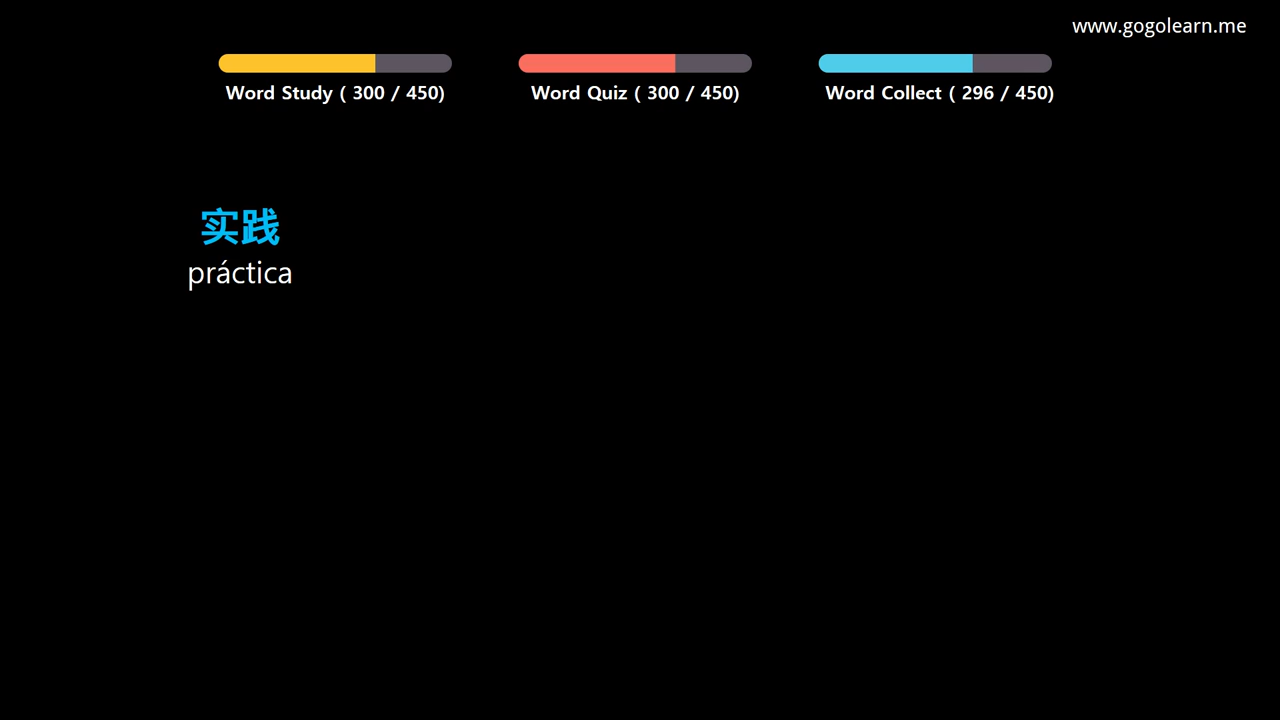 www.gogolearn.me
Word Study ( 300 / 450)
Word Quiz ( 300 / 450)
Word Collect ( 296 / 450)
实践
práctica